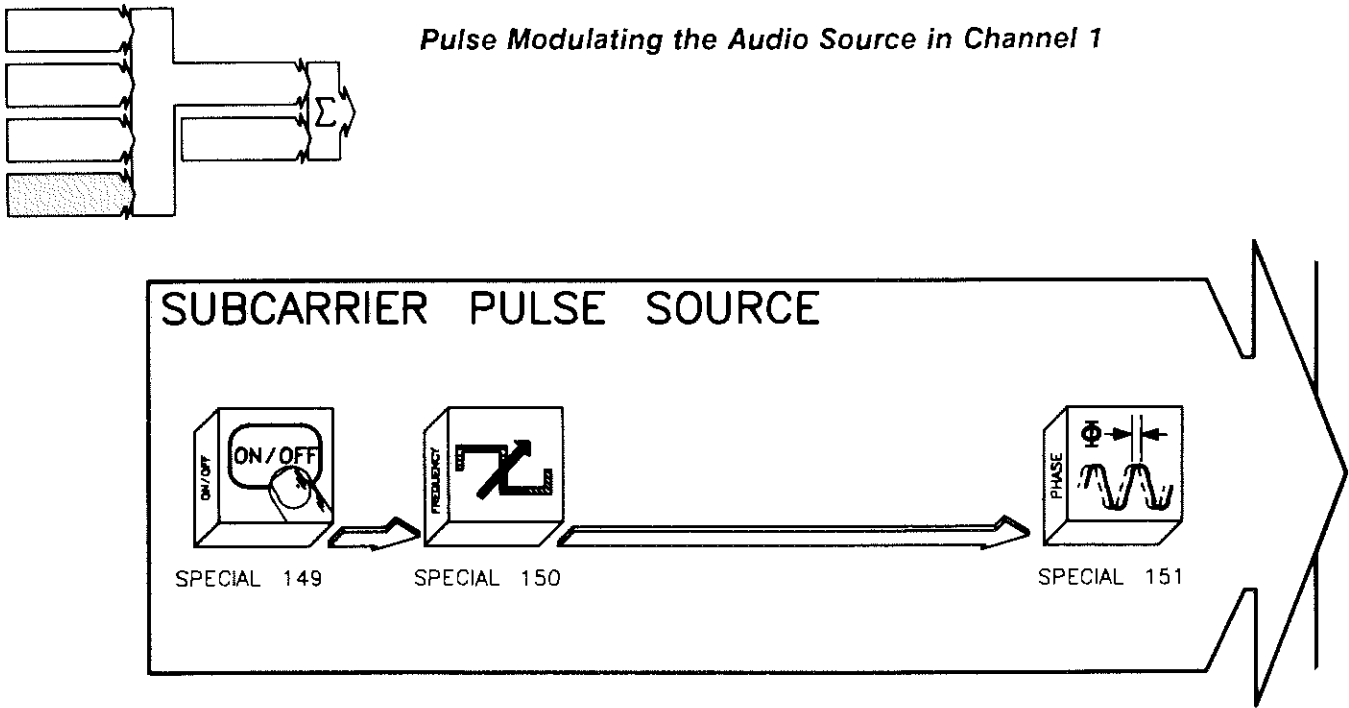 Pulse Modulating the Audio Source in Channel 1
Σ
SUBCARRIER PULSE SOURCE
ON/OFF
ON/OFF
FREQUENCY
PHASE
Φ
SPECIAL 149
SPECIAL 150
SPECIAL 151